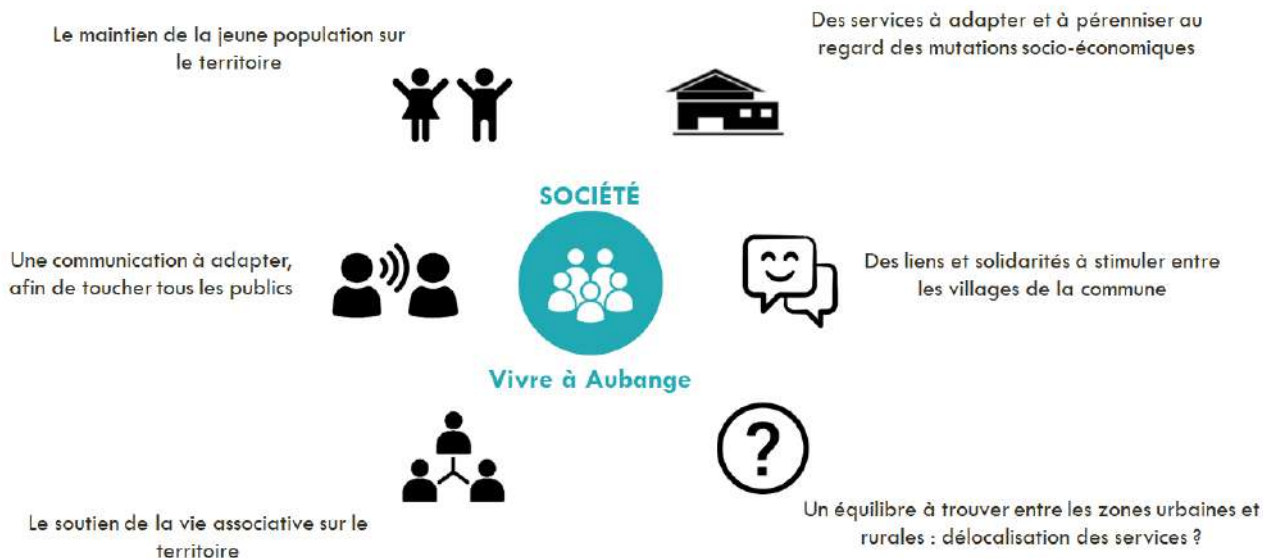 Le maintien de la jeune population sur
le territoire
Des services à adapter et à pérenniser au
regard des mutations socio-économiques
SOCIÉTÉ
Une communication à adapter,
afin de toucher tous les publics
Des liens et solidarités à stimuler entre
les villages de la commune
Vivre à Aubange
?
Le soutien de la vie associative sur le
territoire
Un équilibre à trouver entre les zones urbaines et
rurales : délocalisation des services ?